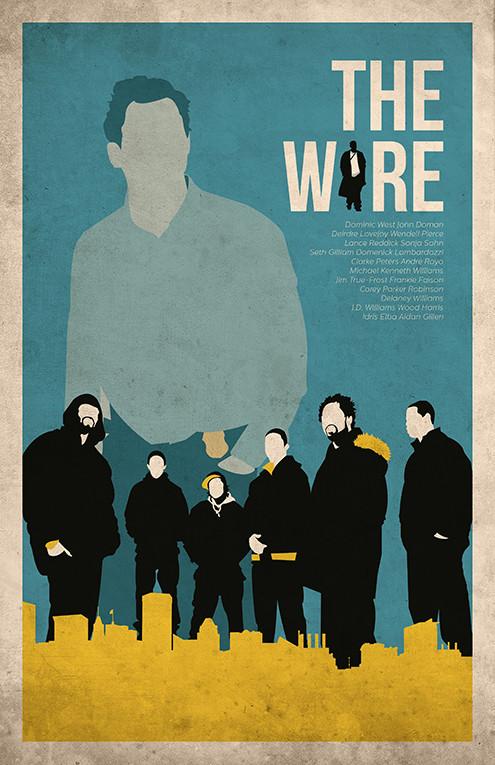 THE
WIRE
Dominic West John Doman
Deirdre Lovejoy Wendell Pierce
Lance Reddick Sonja Sohn
Seth Gilliam Domenick Lombardozzi
Clarke Peters Andre Royo
Michael Kenneth Williams
Jim True-Frost Frankie Faison
Corey Parker Robinson
Delaney Williams
J.D. Williams Wood Harris
Idris Elba Aidan Gillen